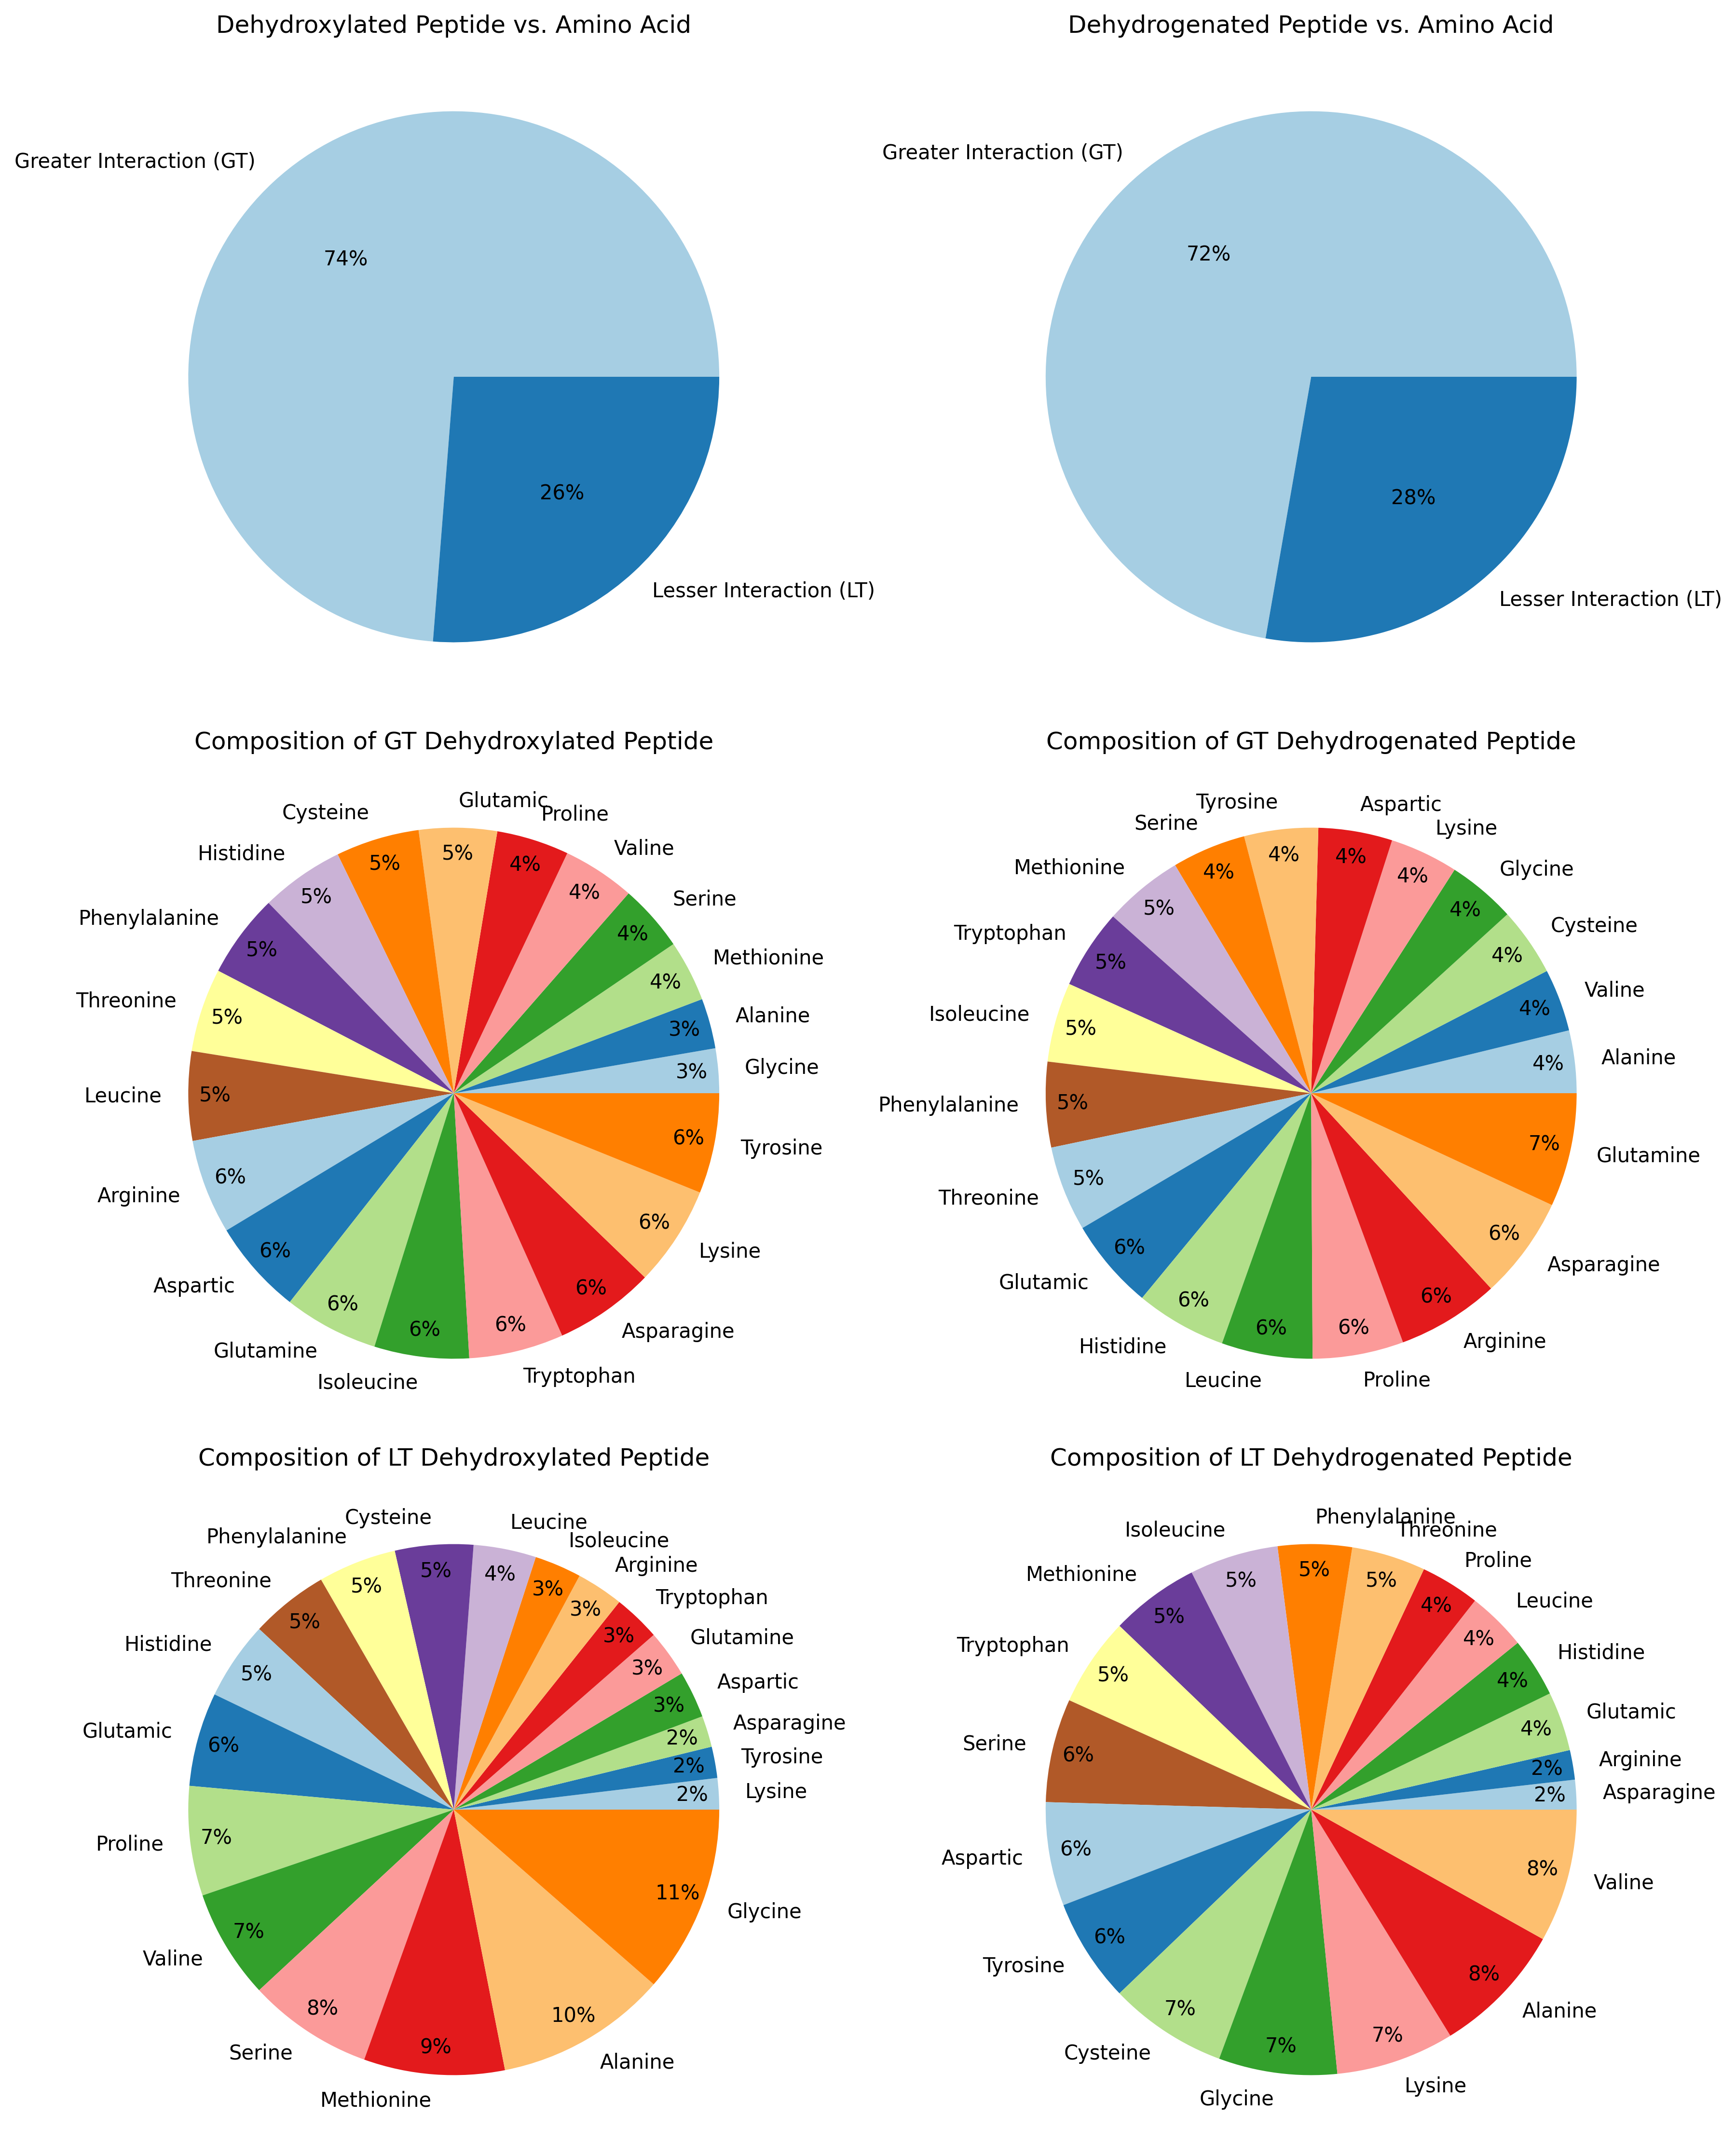 Dehydroxylated Peptide vs. Amino Acid
Greater Interaction (GT)
74%
26%
Lesser Interaction (LT)
Dehydrogenated Peptide vs. Amino Acid
Greater Interaction (GT)
72%
28%
Lesser Interaction (LT)
Composition of GT Dehydroxylated Peptide
Glycine
3%
Alanine
3%
Methionine
4%
Serine
4%
Valine
4%
Proline
4%
Glutamic
5%
Cysteine
5%
Histidine
5%
Phenylalanine
5%
Threonine
5%
Leucine
5%
Arginine
6%
Aspartic
6%
Glutamine
6%
Isoleucine
6%
Tryptophan
6%
Asparagine
6%
Lysine
6%
Tyrosine
6%
Composition of GT Dehydrogenated Peptide
Alanine
4%
Valine
4%
Cysteine
4%
Glycine
4%
Lysine
4%
Aspartic
4%
Tyrosine
4%
Serine
4%
Methionine
5%
Tryptophan
5%
Isoleucine
5%
Phenylalanine
5%
Threonine
5%
Glutamic
6%
Histidine
6%
Leucine
6%
Proline
6%
Arginine
6%
Asparagine
6%
Glutamine
7%
Composition of LT Dehydroxylated Peptide
Lysine
2%
Tyrosine
2%
Asparagine
2%
Aspartic
3%
Glutamine
3%
Tryptophan
3%
Arginine
3%
Isoleucine
3%
Leucine
4%
Cysteine
5%
Phenylalanine
5%
Threonine
5%
Histidine
5%
Glutamic
6%
Proline
7%
Valine
7%
Serine
8%
Methionine
9%
Alanine
10%
Glycine
11%
Composition of LT Dehydrogenated Peptide
Asparagine
2%
Arginine
2%
Glutamic
4%
Histidine
4%
Leucine
4%
Proline
4%
Threonine
5%
Phenylalanine
5%
Isoleucine
5%
Methionine
5%
Tryptophan
5%
Serine
6%
Aspartic
6%
Tyrosine
6%
Cysteine
7%
Glycine
7%
Lysine
7%
Alanine
8%
Valine
8%